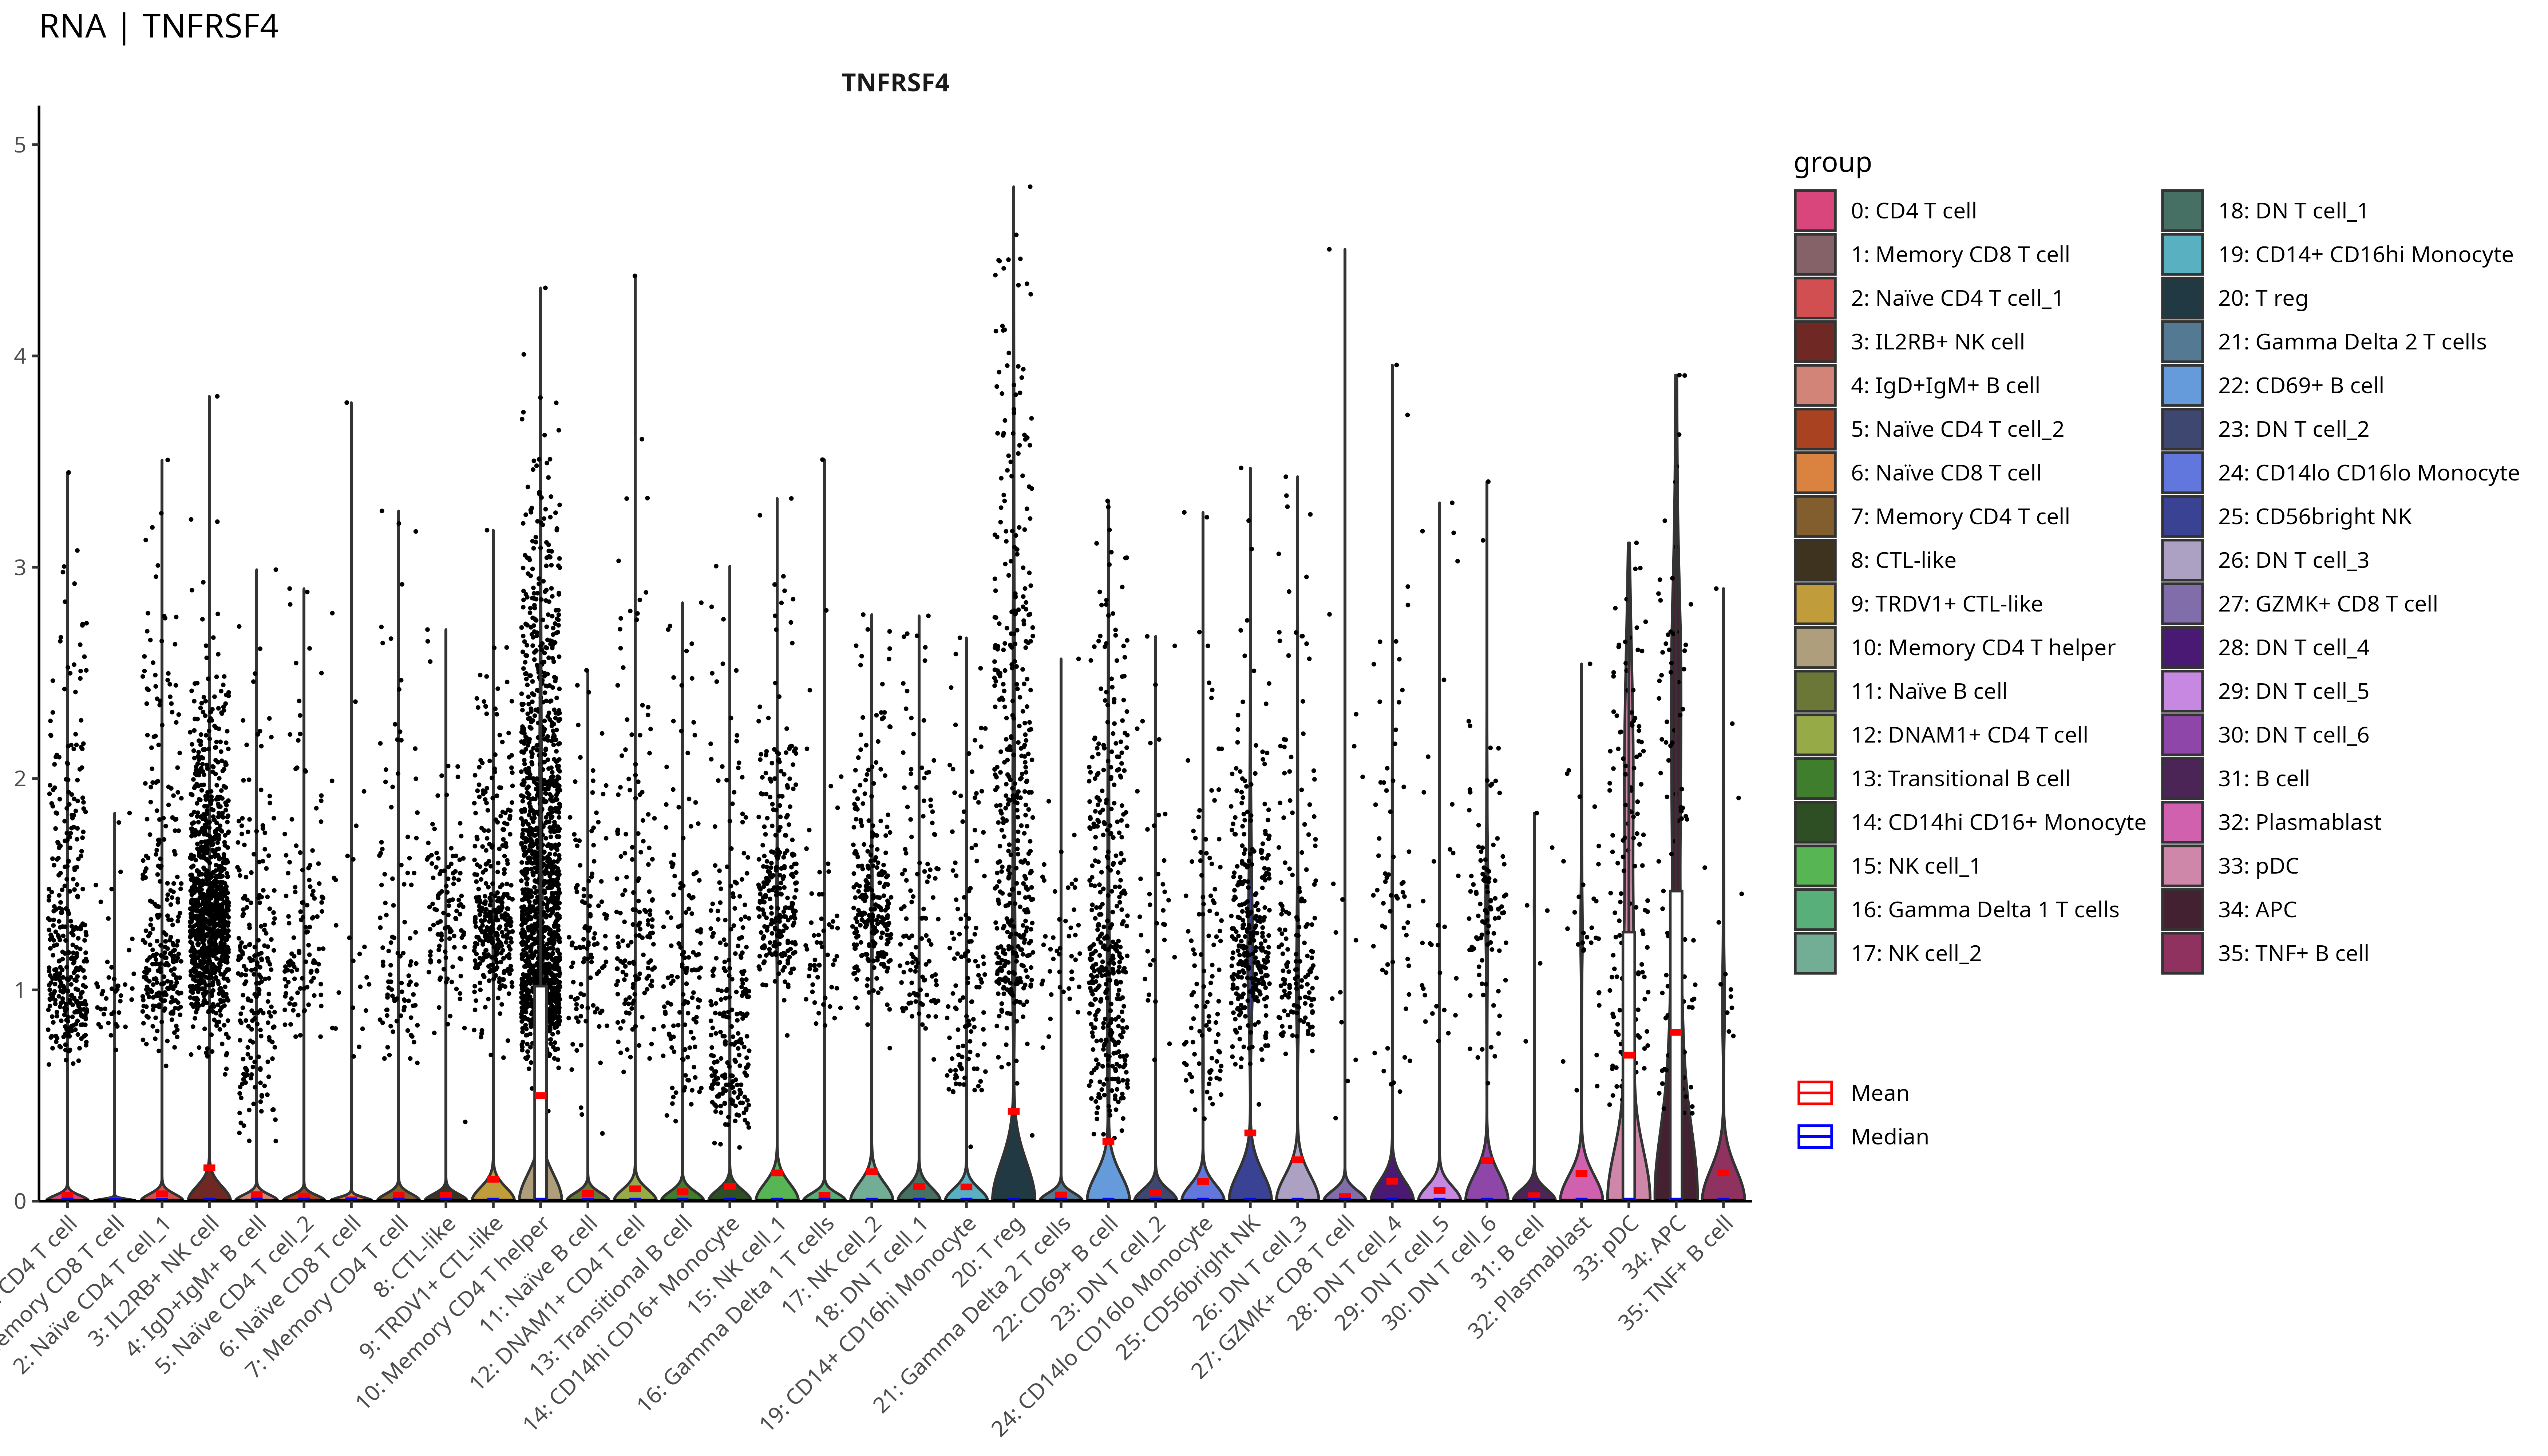 RNA | TNFRSF4
TNFRSF4
5
4
3
2
1
0
CD4 T cell
CD8 T cell
2: Naïve CD4 T cell_1
3: IL2RB+ NK cell
4: IgD+IgM+ B cell
5: Naïve CD4 T cell_2
6: Naïve CD8 T cell
7: Memory CD4 T cell
8: CTL-like
9: TRDV1+ CTL-like
10: Memory CD4 T helper
11: Naïve B cell
12: DNAM1+ CD4 T cell
13: Transitional B cell
14: CD14hi CD16+ Monocyte
15: NK cell_1
16: Gamma Delta 1 T cells
17: NK cell_2
18: DN T cell_1
19: CD14+ CD16hi Monocyte
20: T reg
21: Gamma Delta 2 T cells
22: CD69+ B cell
23: DN T cell_2
24: CD14lo CD16lo Monocyte
25: CD56bright NK
26: DN T cell_3
27: GZMK+ CD8 T cell
28: DN T cell_4
29: DN T cell_5
30: DN T cell_6
31: B cell
32: Plasmablast
33: pDC
34: APC
35: TNF+ B cell
group
0: CD4 T cell
1: Memory CD8 T cell
2: Naïve CD4 T cell_1
3: IL2RB+ NK cell
4: IgD+IgM+ B cell
5: Naïve CD4 T cell_2
6: Naïve CD8 T cell
7: Memory CD4 T cell
8: CTL-like
9: TRDV1+ CTL-like
10: Memory CD4 T helper
11: Naïve B cell
12: DNAM1+ CD4 T cell
13: Transitional B cell
14: CD14hi CD16+ Monocyte
15: NK cell_1
16: Gamma Delta 1 T cells
17: NK cell_2
18: DN T cell_1
19: CD14+ CD16hi Monocyte
20: T reg
21: Gamma Delta 2 T cells
22: CD69+ B cell
23: DN T cell_2
24: CD14lo CD16lo Monocyte
25: CD56bright NK
26: DN T cell_3
27: GZMK+ CD8 T cell
28: DN T cell_4
29: DN T cell_5
30: DN T cell_6
31: B cell
32: Plasmablast
33: pDC
34: APC
35: TNF+ B cell
Mean
Median